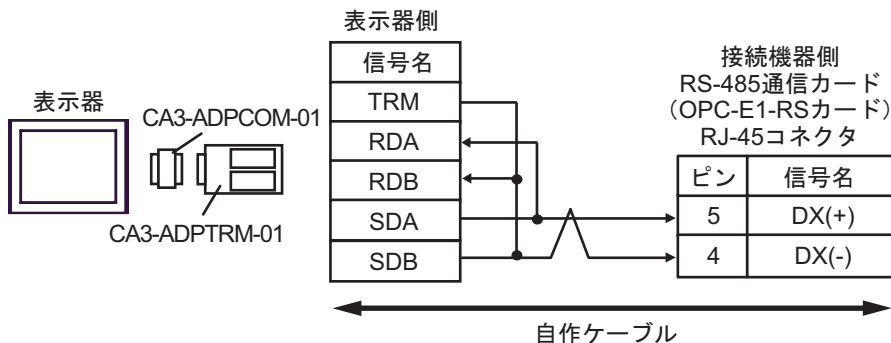 表示器側
信号名
TRM
RDA
RDB
SDA
SDB
表示器
CA3-ADPCOM-01
CA3-ADPTRM-01
接続機器側
RS-485通信カード
（OPC-E1-RSカード）
RJ-45コネクタ
ピン 信号名
5 DX(+)
4 DX(-)
自作ケーブル